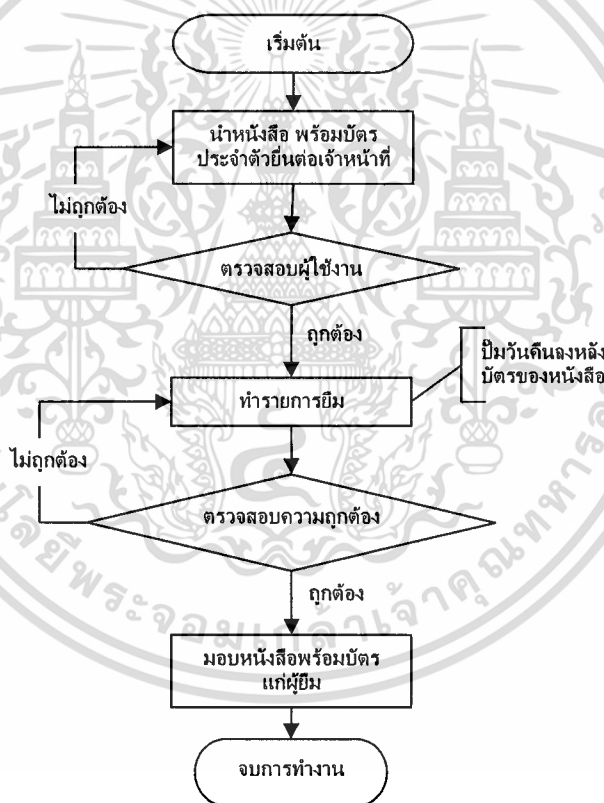 เริ่มต้น
นำหนังสือ พร้อมบัตร
ประจำตัวยื่นต่อเจ้าหน้าที่
ไม่ถูกต้อง
ตรวจสอบผู้ใช้งาน
ถูกต้อง
ปั๊มวันคืนลงหลัง
บัตรของหนังสือ
ทำรายการยืม
ไม่ถูกต้อง
ตรวจสอบความถูกต้อง
ถูกต้อง
มอบหนังสือพร้อมบัตร
แก่ผู้ยืม
จบการทำงาน